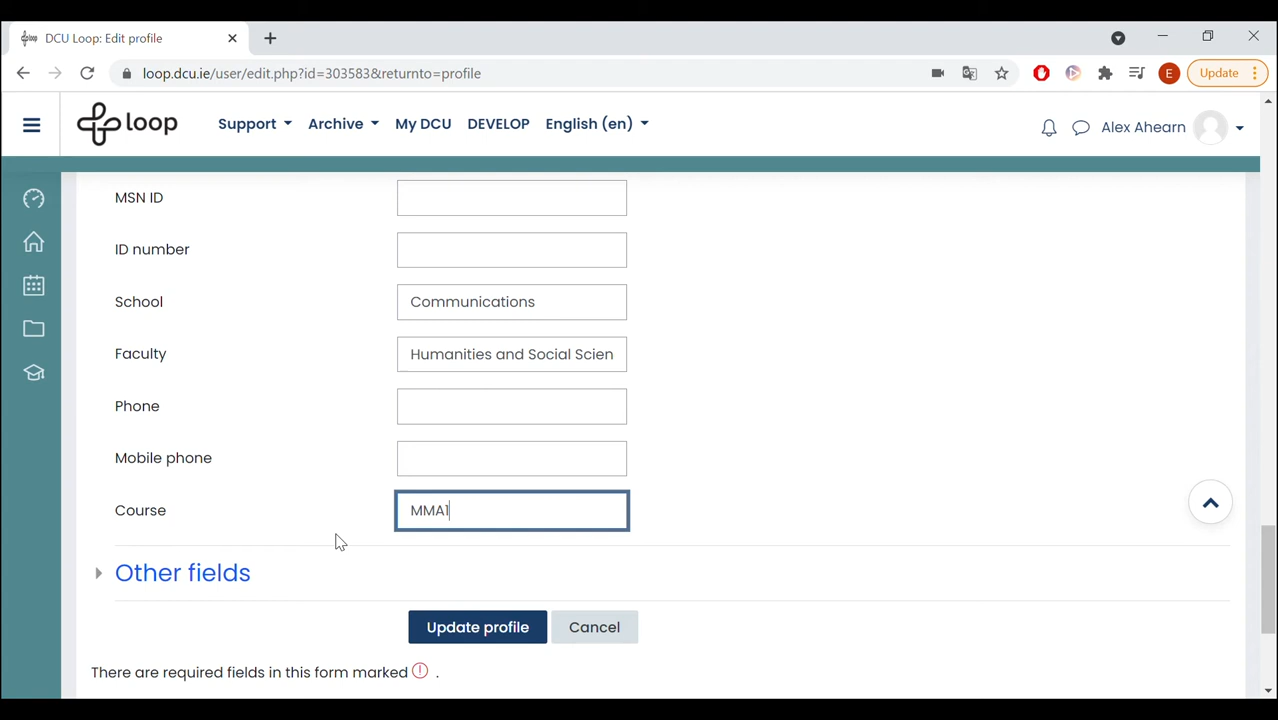 loop DCU Loop: Edit profile
loop.dcu.ie/user/edit.php?id=303583&returnto=profile
E
Update
loop
Support
Archive
My DCU
DEVELOP
English (en)
Alex Ahearn
MSN ID
ID number
School
Communications
Faculty
Humanities and Social Scien
Phone
Mobile phone
Course
MMA1
Other fields
Update profile
Cancel
There are required fields in this form marked ! .